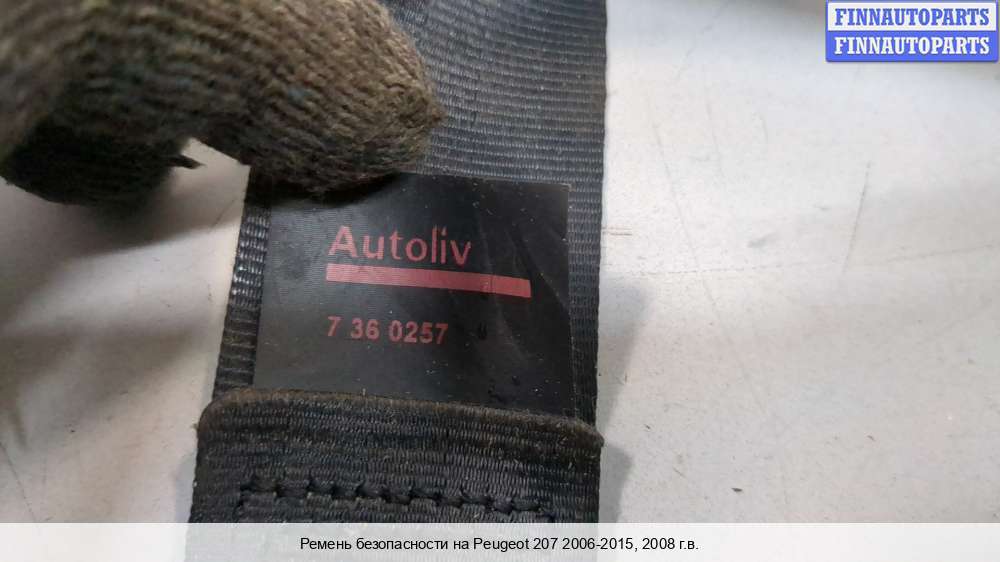 FINNAUTOPARTS
FINNAUTOPARTS
Autoliv
7 36 0257
Ремень безопасности на Peugeot 207 2006-2015, 2008 г.в.